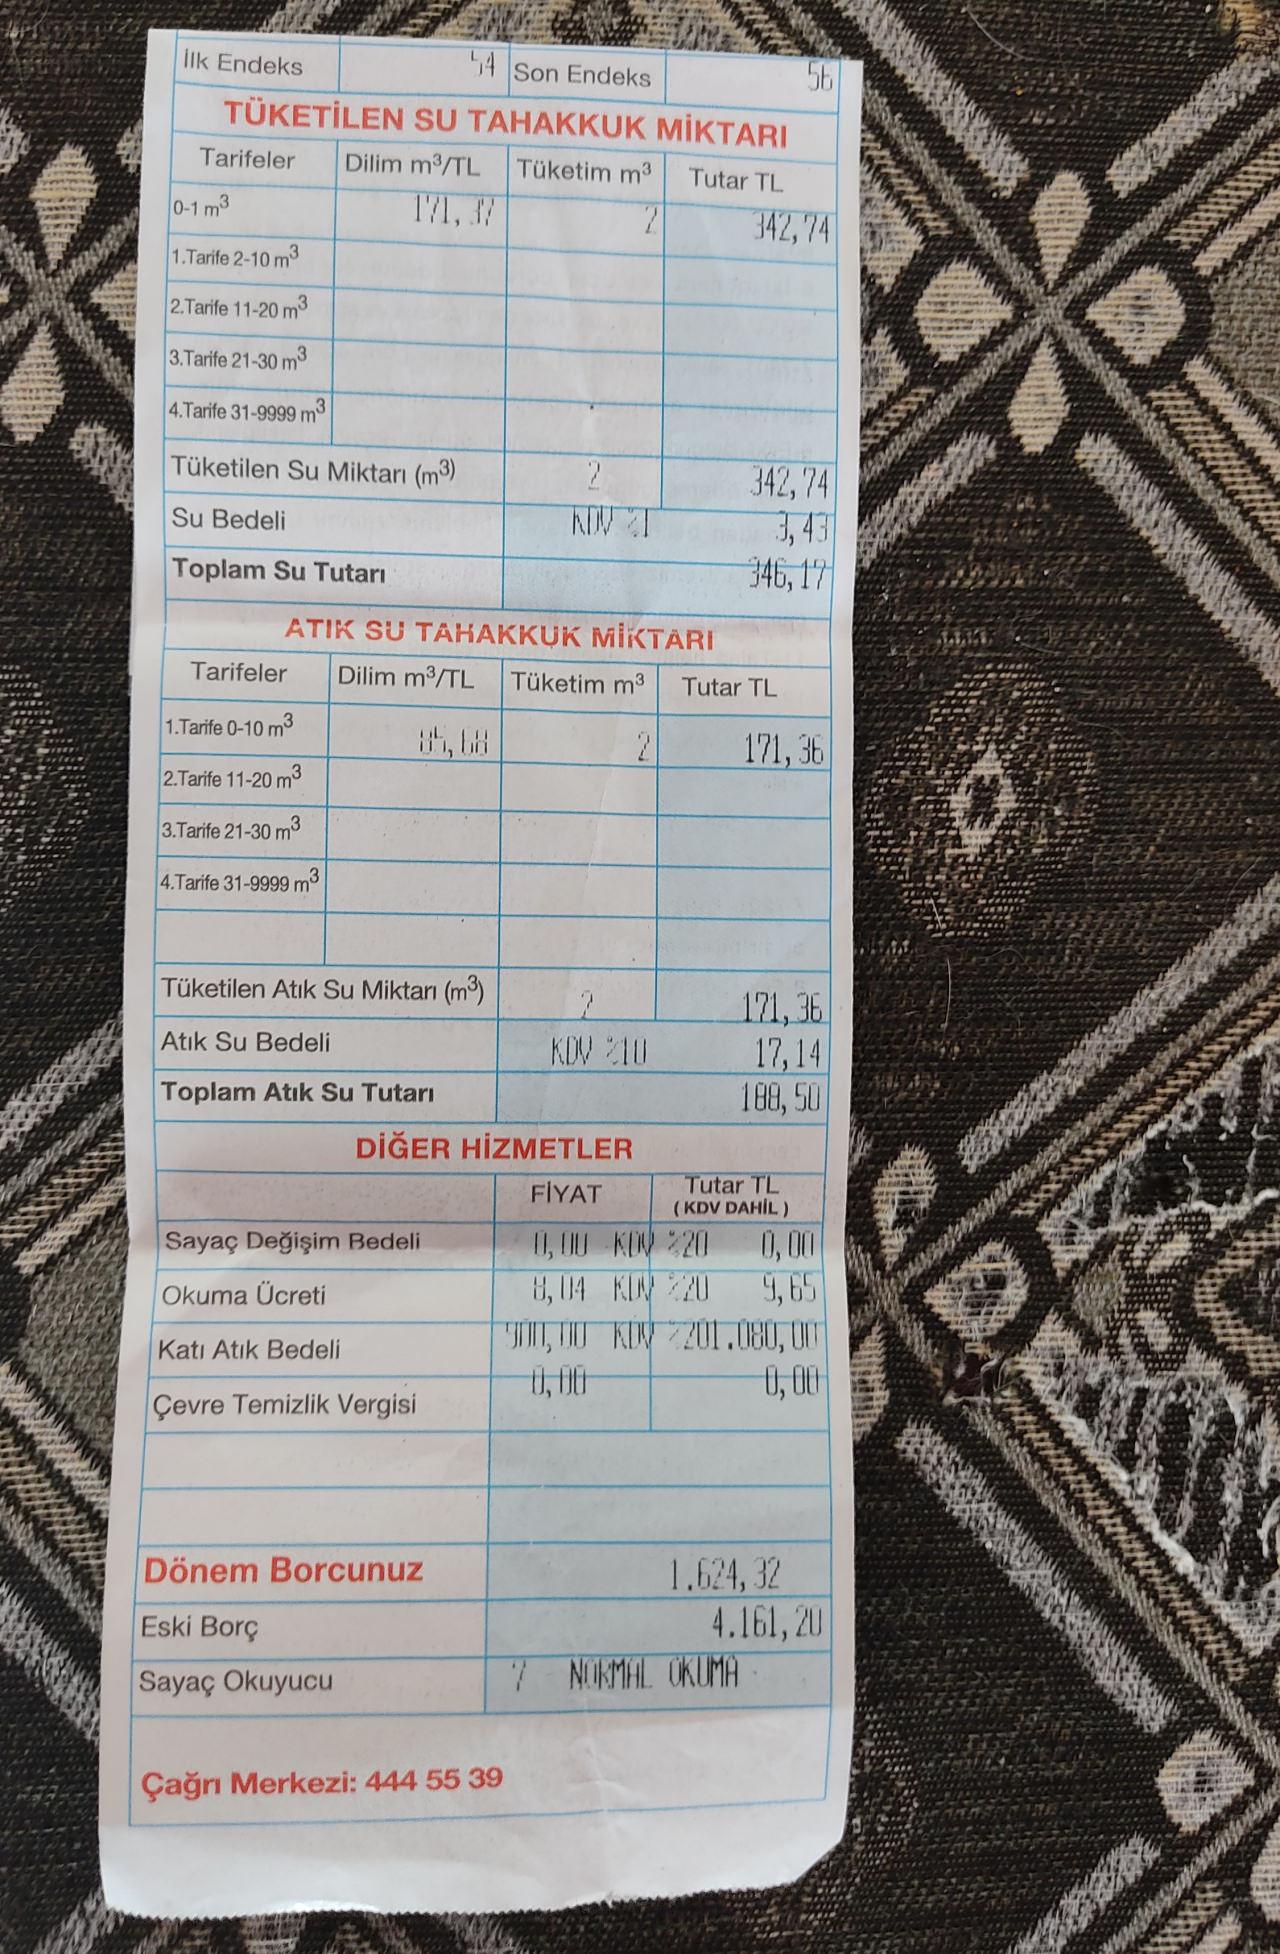 İlk Endeks 54 Son Endeks 56
TÜKETİLEN SU TAHAKKUK MİKTARI
Tarifeler Dilim m³/TL Tüketim m³ Tutar TL
0-1 m³ 171,37 2 342,74
1.Tarife 2-10 m³
2.Tarife 11-20 m³
3.Tarife 21-30 m³
4.Tarife 31-9999 m³
Tüketilen Su Miktarı (m³) 2 342,74
Su Bedeli KDV %1 3,43
Toplam Su Tutarı 346,17
ATIK SU TAHAKKUK MİKTARI
Tarifeler Dilim m³/TL Tüketim m³ Tutar TL
1.Tarife 0-10 m³ 85,68 2 171,36
2.Tarife 11-20 m³
3.Tarife 21-30 m³
4.Tarife 31-9999 m³
Tüketilen Atık Su Miktarı (m³) 2 171,36
Atık Su Bedeli KDV %10 17,14
Toplam Atık Su Tutarı 188,50
DİĞER HİZMETLER
FİYAT Tutar TL
(KDV DAHİL)
Sayaç Değişim Bedeli 0,00 KDV %20 0,00
Okuma Ücreti 8,04 KDV %20 9,65
Katı Atık Bedeli 900,00 KDV %201.080,00
Çevre Temizlik Vergisi 0,00 0,00
Dönem Borcunuz 1.624,32
Eski Borç 4.161,20
Sayaç Okuyucu 7 NORMAL OKUMA
Çağrı Merkezi: 444 55 39